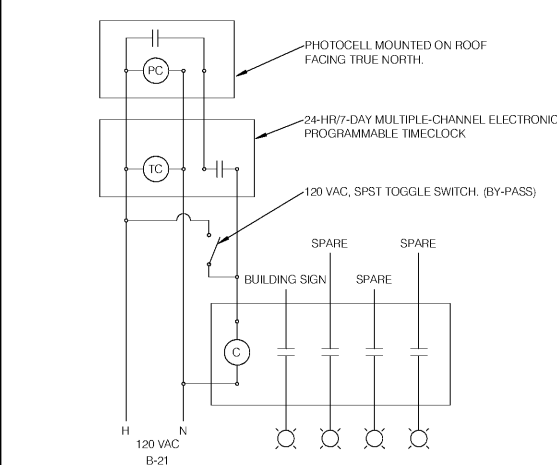 PHOTOCELL MOUNTED ON ROOF
FACING TRUE NORTH.
PC
24-HR/7-DAY MULTIPLE-CHANNEL ELECTRONIC
PROGRAMMABLE TIMECLOCK
TC
120 VAC, SPST TOGGLE SWITCH. (BY-PASS)
SPARE SPARE
BUILDING SIGN SPARE
C
H N
120 VAC
B-21